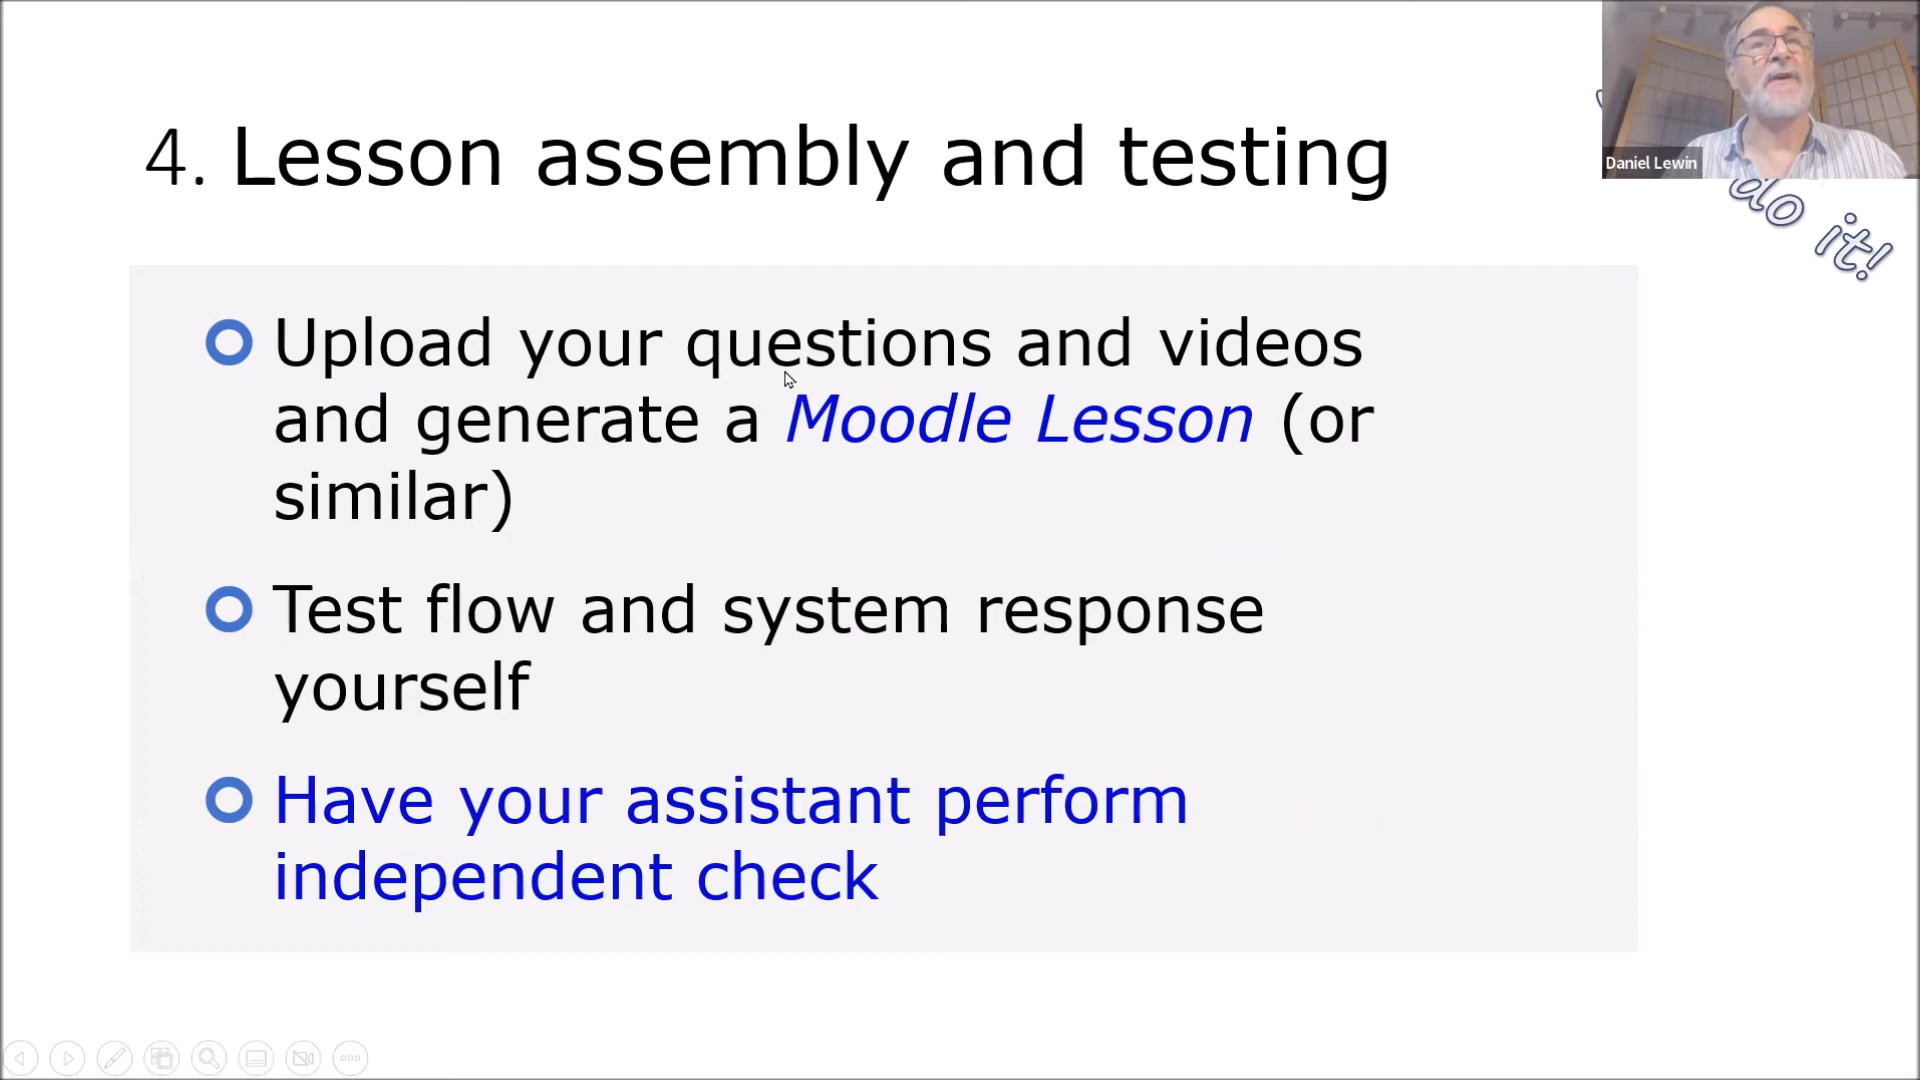 4. Lesson assembly and testing
Daniel Lewin
do it!
Upload your questions and videos
and generate a Moodle Lesson (or
similar)
Test flow and system response
yourself
Have your assistant perform
independent check